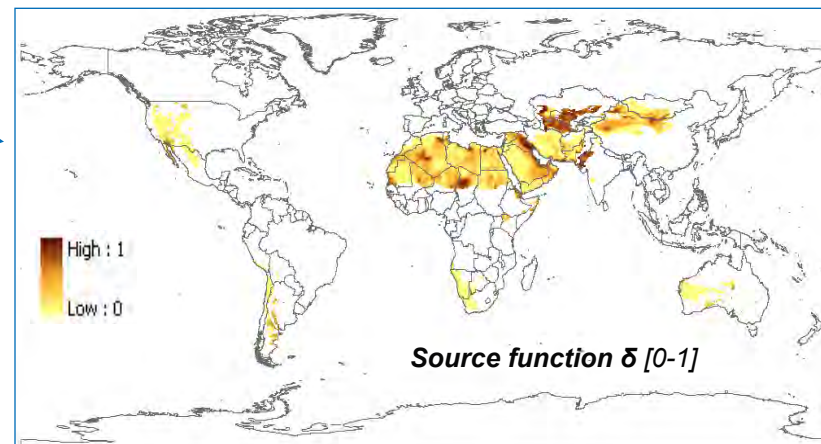 High : 1
Low : 0
Source function δ [0-1]